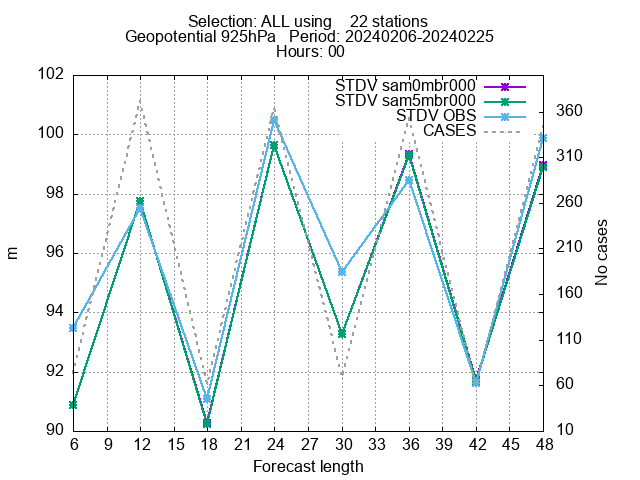 Selection: ALL using    22 stations
Geopotential 925hPa   Period: 20240206-20240225
Hours: 00
STDV sam0mbr000
STDV sam5mbr000
STDV OBS
CASES
102
100
98
96
94
92
90
m
360
310
260
210
160
110
60
10
No cases
6 9 12 15 18 21 24 27 30 33 36 39 42 45 48
Forecast length